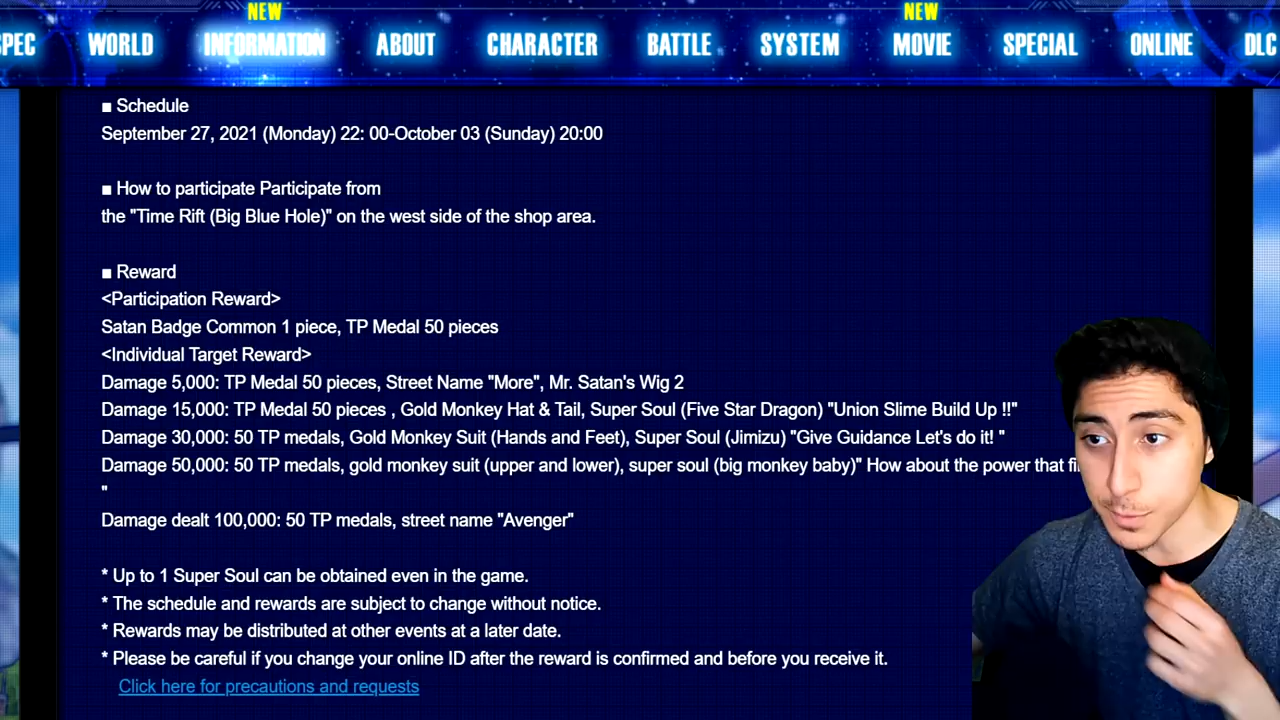 NEW NEW
WORLD INFORMATION ABOUT CHARACTER BATTLE SYSTEM MOVIE SPECIAL ONLINE DLC
■ Schedule
September 27, 2021 (Monday) 22: 00-October 03 (Sunday) 20:00
■ How to participate Participate from
the "Time Rift (Big Blue Hole)" on the west side of the shop area.
■ Reward
<Participation Reward>
Satan Badge Common 1 piece, TP Medal 50 pieces
<Individual Target Reward>
Damage 5,000: TP Medal 50 pieces, Street Name "More", Mr. Satan's Wig 2
Damage 15,000: TP Medal 50 pieces , Gold Monkey Hat & Tail, Super Soul (Five Star Dragon) "Union Slime Build Up !!"
Damage 30,000: 50 TP medals, Gold Monkey Suit (Hands and Feet), Super Soul (Jimizu) "Give Guidance Let's do it! "
Damage 50,000: 50 TP medals, gold monkey suit (upper and lower), super soul (big monkey baby)" How about the power that
"
Damage dealt 100,000: 50 TP medals, street name "Avenger"
* Up to 1 Super Soul can be obtained even in the game.
* The schedule and rewards are subject to change without notice.
* Rewards may be distributed at other events at a later date.
* Please be careful if you change your online ID after the reward is confirmed and before you receive it.
Click here for precautions and requests